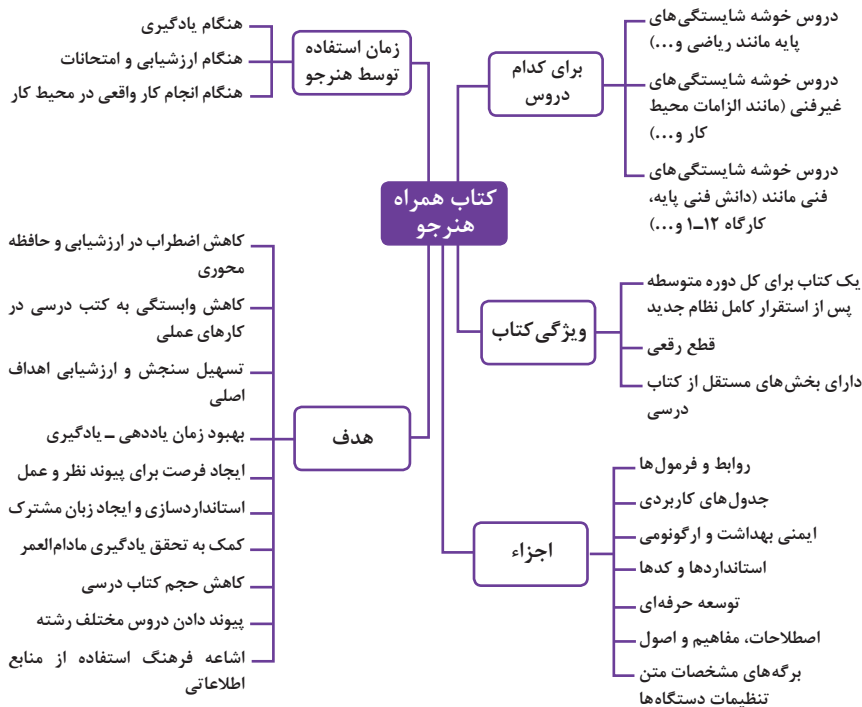 کتاب همراه
هنرجو
برای کدام
دروس
دروس خوشه شایستگی‌های
پایه مانند ریاضی و...)
دروس خوشه شایستگی‌های
غیرفنی (مانند الزامات محیط
کار و...)
دروس خوشه شایستگی‌های
فنی مانند (دانش فنی پایه،
کارگاه ۱۲ــ۱ و...)
ویژگی کتاب
یک کتاب برای کل دوره متوسطه
پس از استقرار کامل نظام جدید
قطع رقعی
دارای بخش‌های مستقل از کتاب
درسی
اجزاء
روابط و فرمول‌ها
جدول‌های کاربردی
ایمنی بهداشت و ارگونومی
استانداردها و کدها
توسعه حرفه‌ای
اصطلاحات، مفاهیم و اصول
برگه‌های مشخصات متن
تنظیمات دستگاه‌ها
زمان استفاده
توسط هنرجو
هنگام یادگیری
هنگام ارزشیابی و امتحانات
هنگام انجام کار واقعی در محیط کار
هدف
کاهش اضطراب در ارزشیابی و حافظه
محوری
کاهش وابستگی به کتب درسی در
کارهای عملی
تسهیل سنجش و ارزشیابی اهداف
اصلی
بهبود زمان یاددهی ــ یادگیری
ایجاد فرصت برای پیوند نظر و عمل
استانداردسازی و ایجاد زبان مشترک
کمک به تحقق یادگیری مادام‌العمر
کاهش حجم کتاب درسی
پیوند دادن دروس مختلف رشته
اشاعه فرهنگ استفاده از منابع
اطلاعاتی